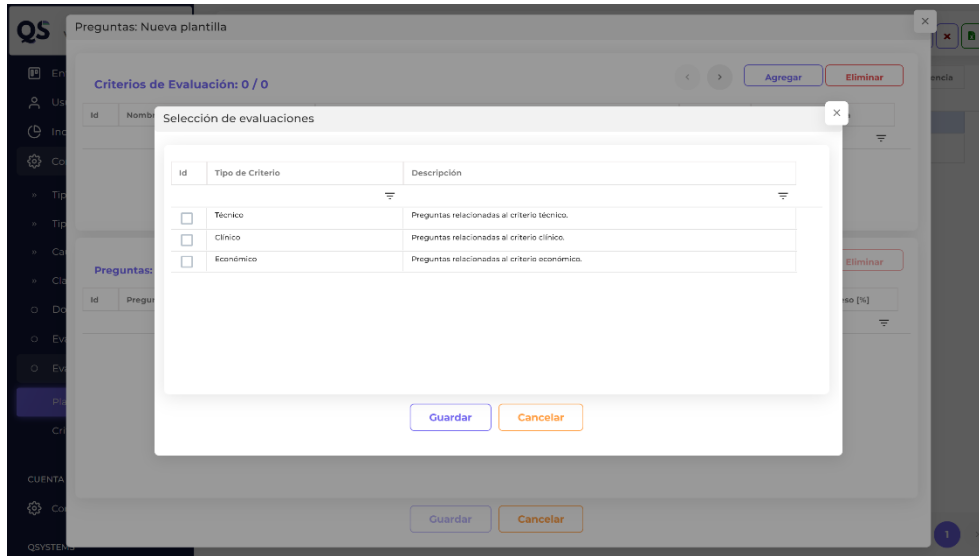 QS
Preguntas: Nueva plantilla
Criterios de Evaluación: 0 / 0
Agregar
Eliminar
Id
Selección de evaluaciones
Id
Tipo de Criterio
Descripción
Técnico
Preguntas relacionadas al criterio técnico.
Clínico
Preguntas relacionadas al criterio clínico.
Económico
Preguntas relacionadas al criterio económico.
Guardar
Cancelar
Preguntas:
Eliminar
Id
Guardar
Cancelar
CUENTA
1